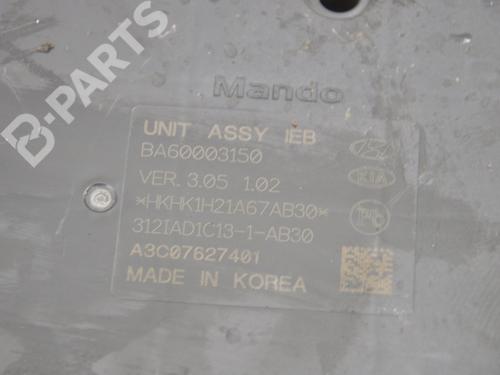 B-PARTS
Mando
UNIT ASSY IEB
BA60003150
VER. 3.05 1.02
KIA
*HKHK1H21A67AB30*
312IAD1C13-1-AB30
A3C07627401
MADE IN KOREA